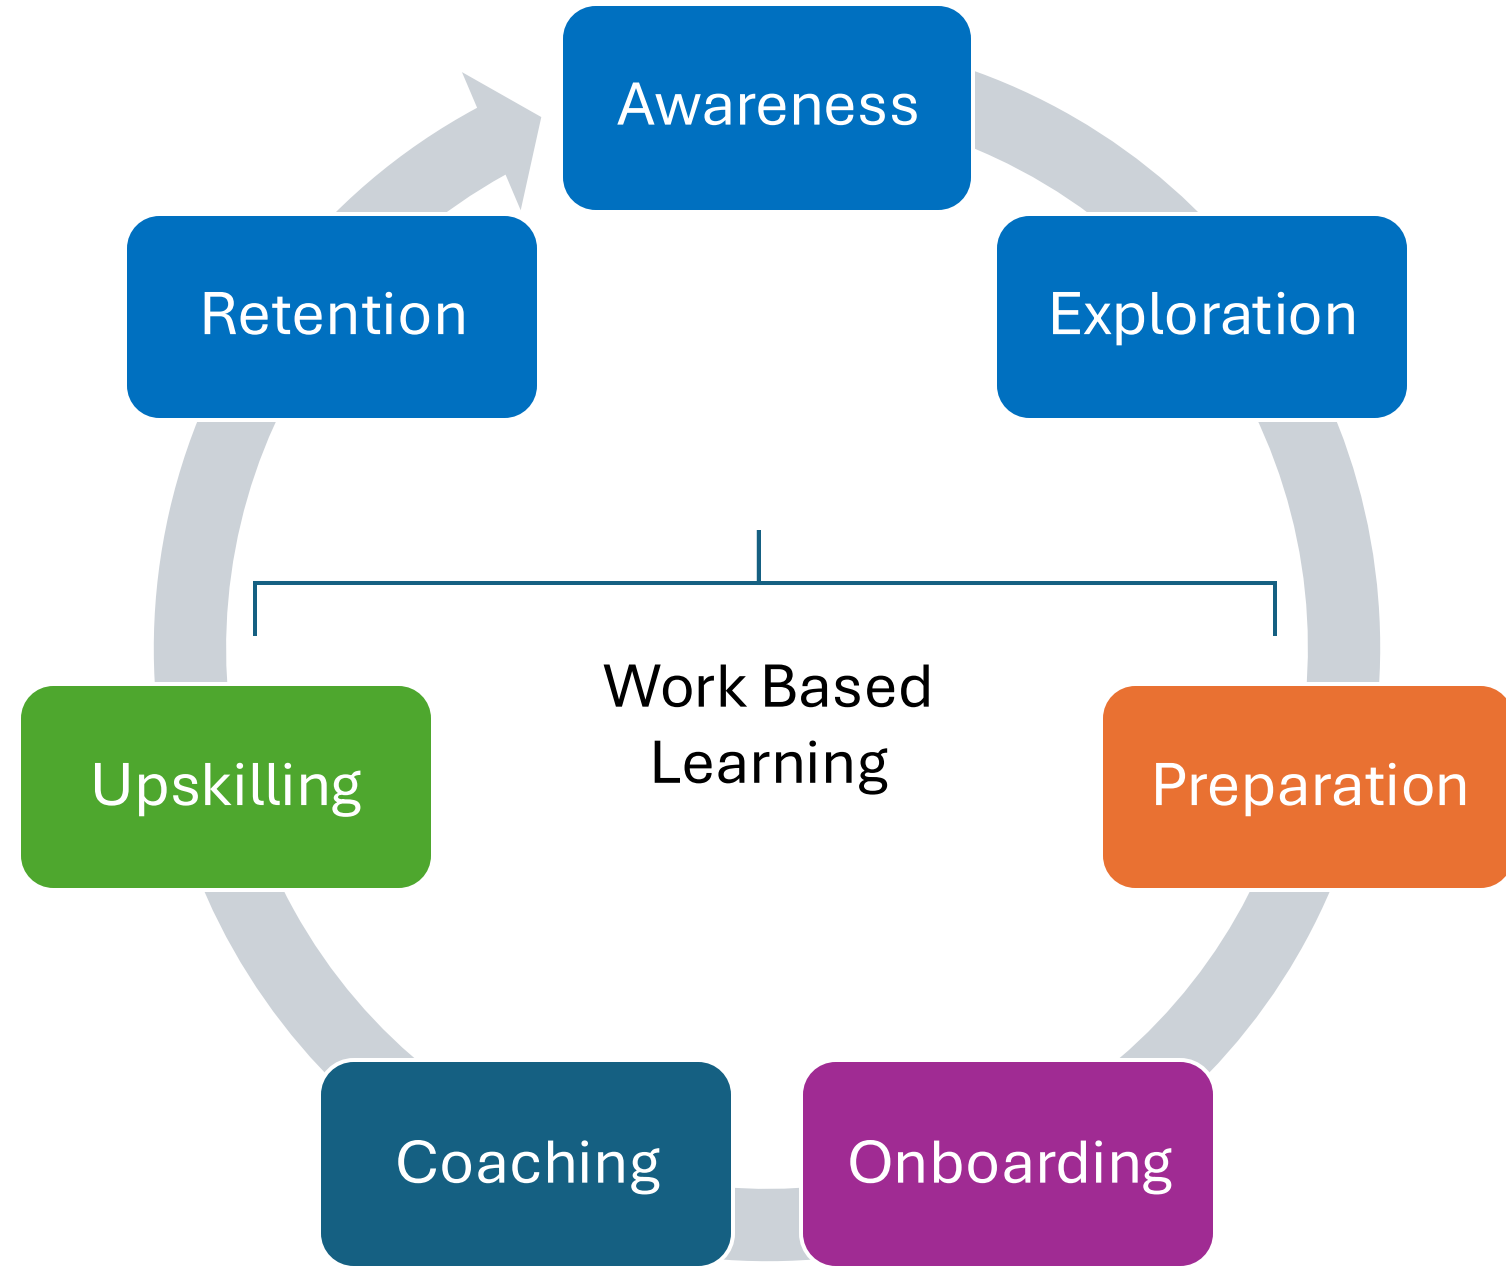 Awareness
Exploration
Preparation
Onboarding
Coaching
Upskilling
Retention
Work Based
Learning